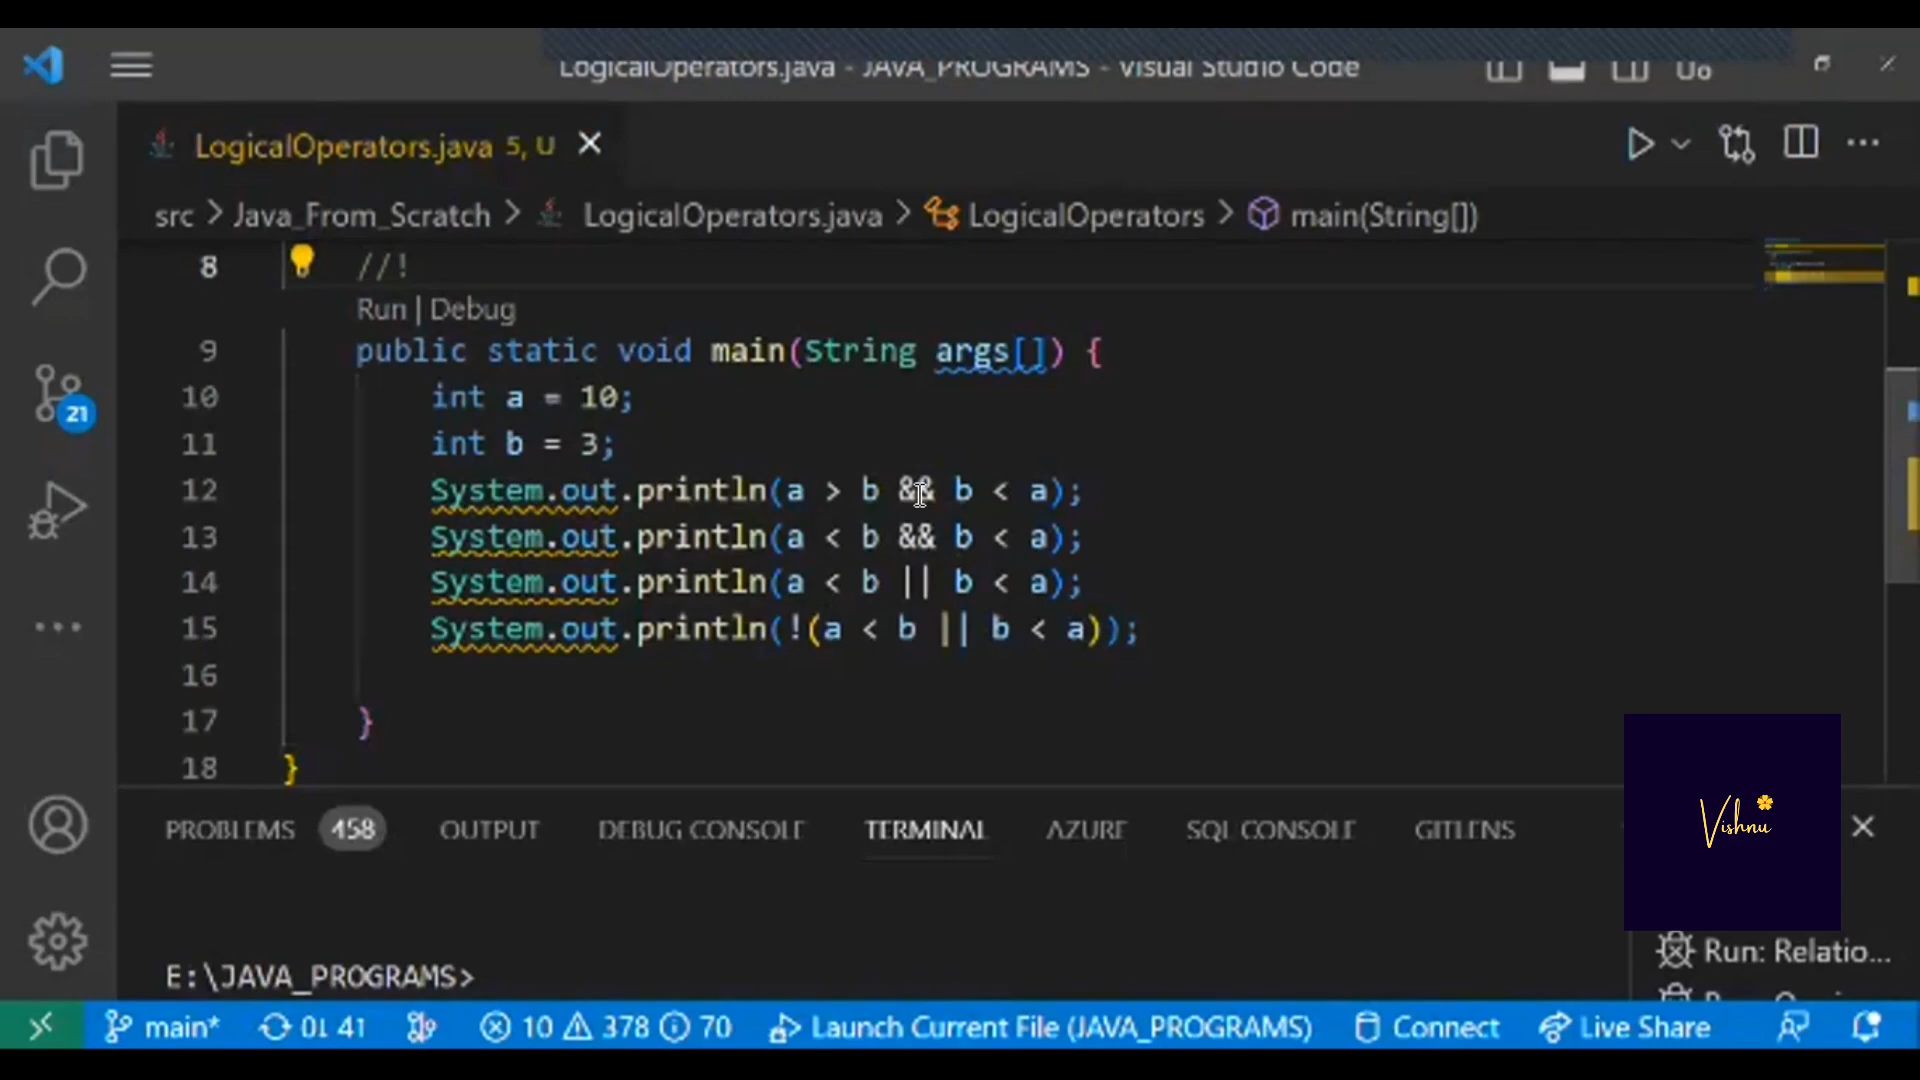 LogicalOperators.java - JAVA_PROGRAMS - Visual Studio Code
LogicalOperators.java 5, U
src > Java_From_Scratch > LogicalOperators.java > LogicalOperators > main(String[])
8 //!
Run | Debug
9 public static void main(String args[]) {
10 int a = 10;
11 int b = 3;
12 System.out.println(a > b && b < a);
13 System.out.println(a < b && b < a);
14 System.out.println(a < b || b < a);
15 System.out.println(!(a < b || b < a));
16
17 }
18 }
21
PROBLEMS 458 OUTPUT DEBUG CONSOLE TERMINAL AZURE SQL CONSOLE GITLENS
Vishnu
E:\JAVA_PROGRAMS>
Run: Relatio...
main* 0↓ 4↑ 10 378 70 Launch Current File (JAVA_PROGRAMS) Connect Live Share